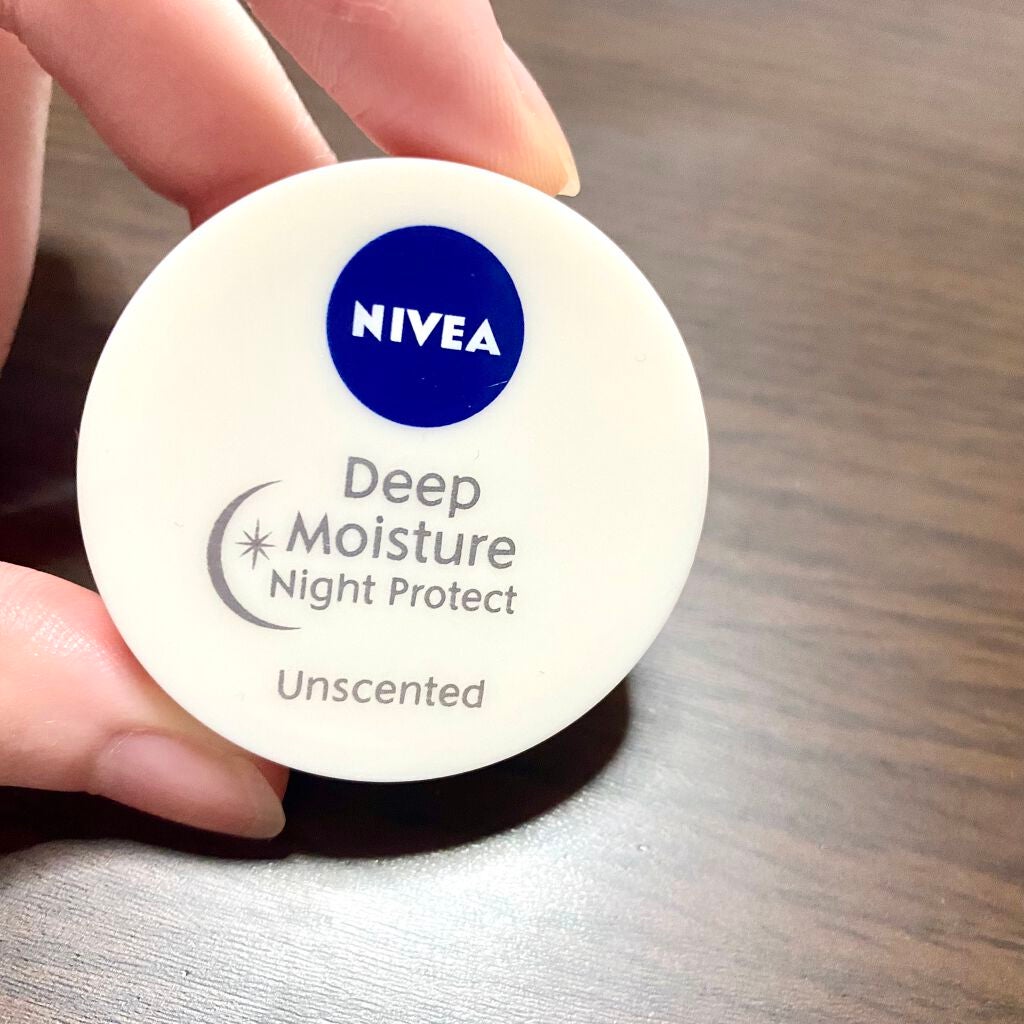 NIVEA
Deep
Moisture
Night Protect
Unscented